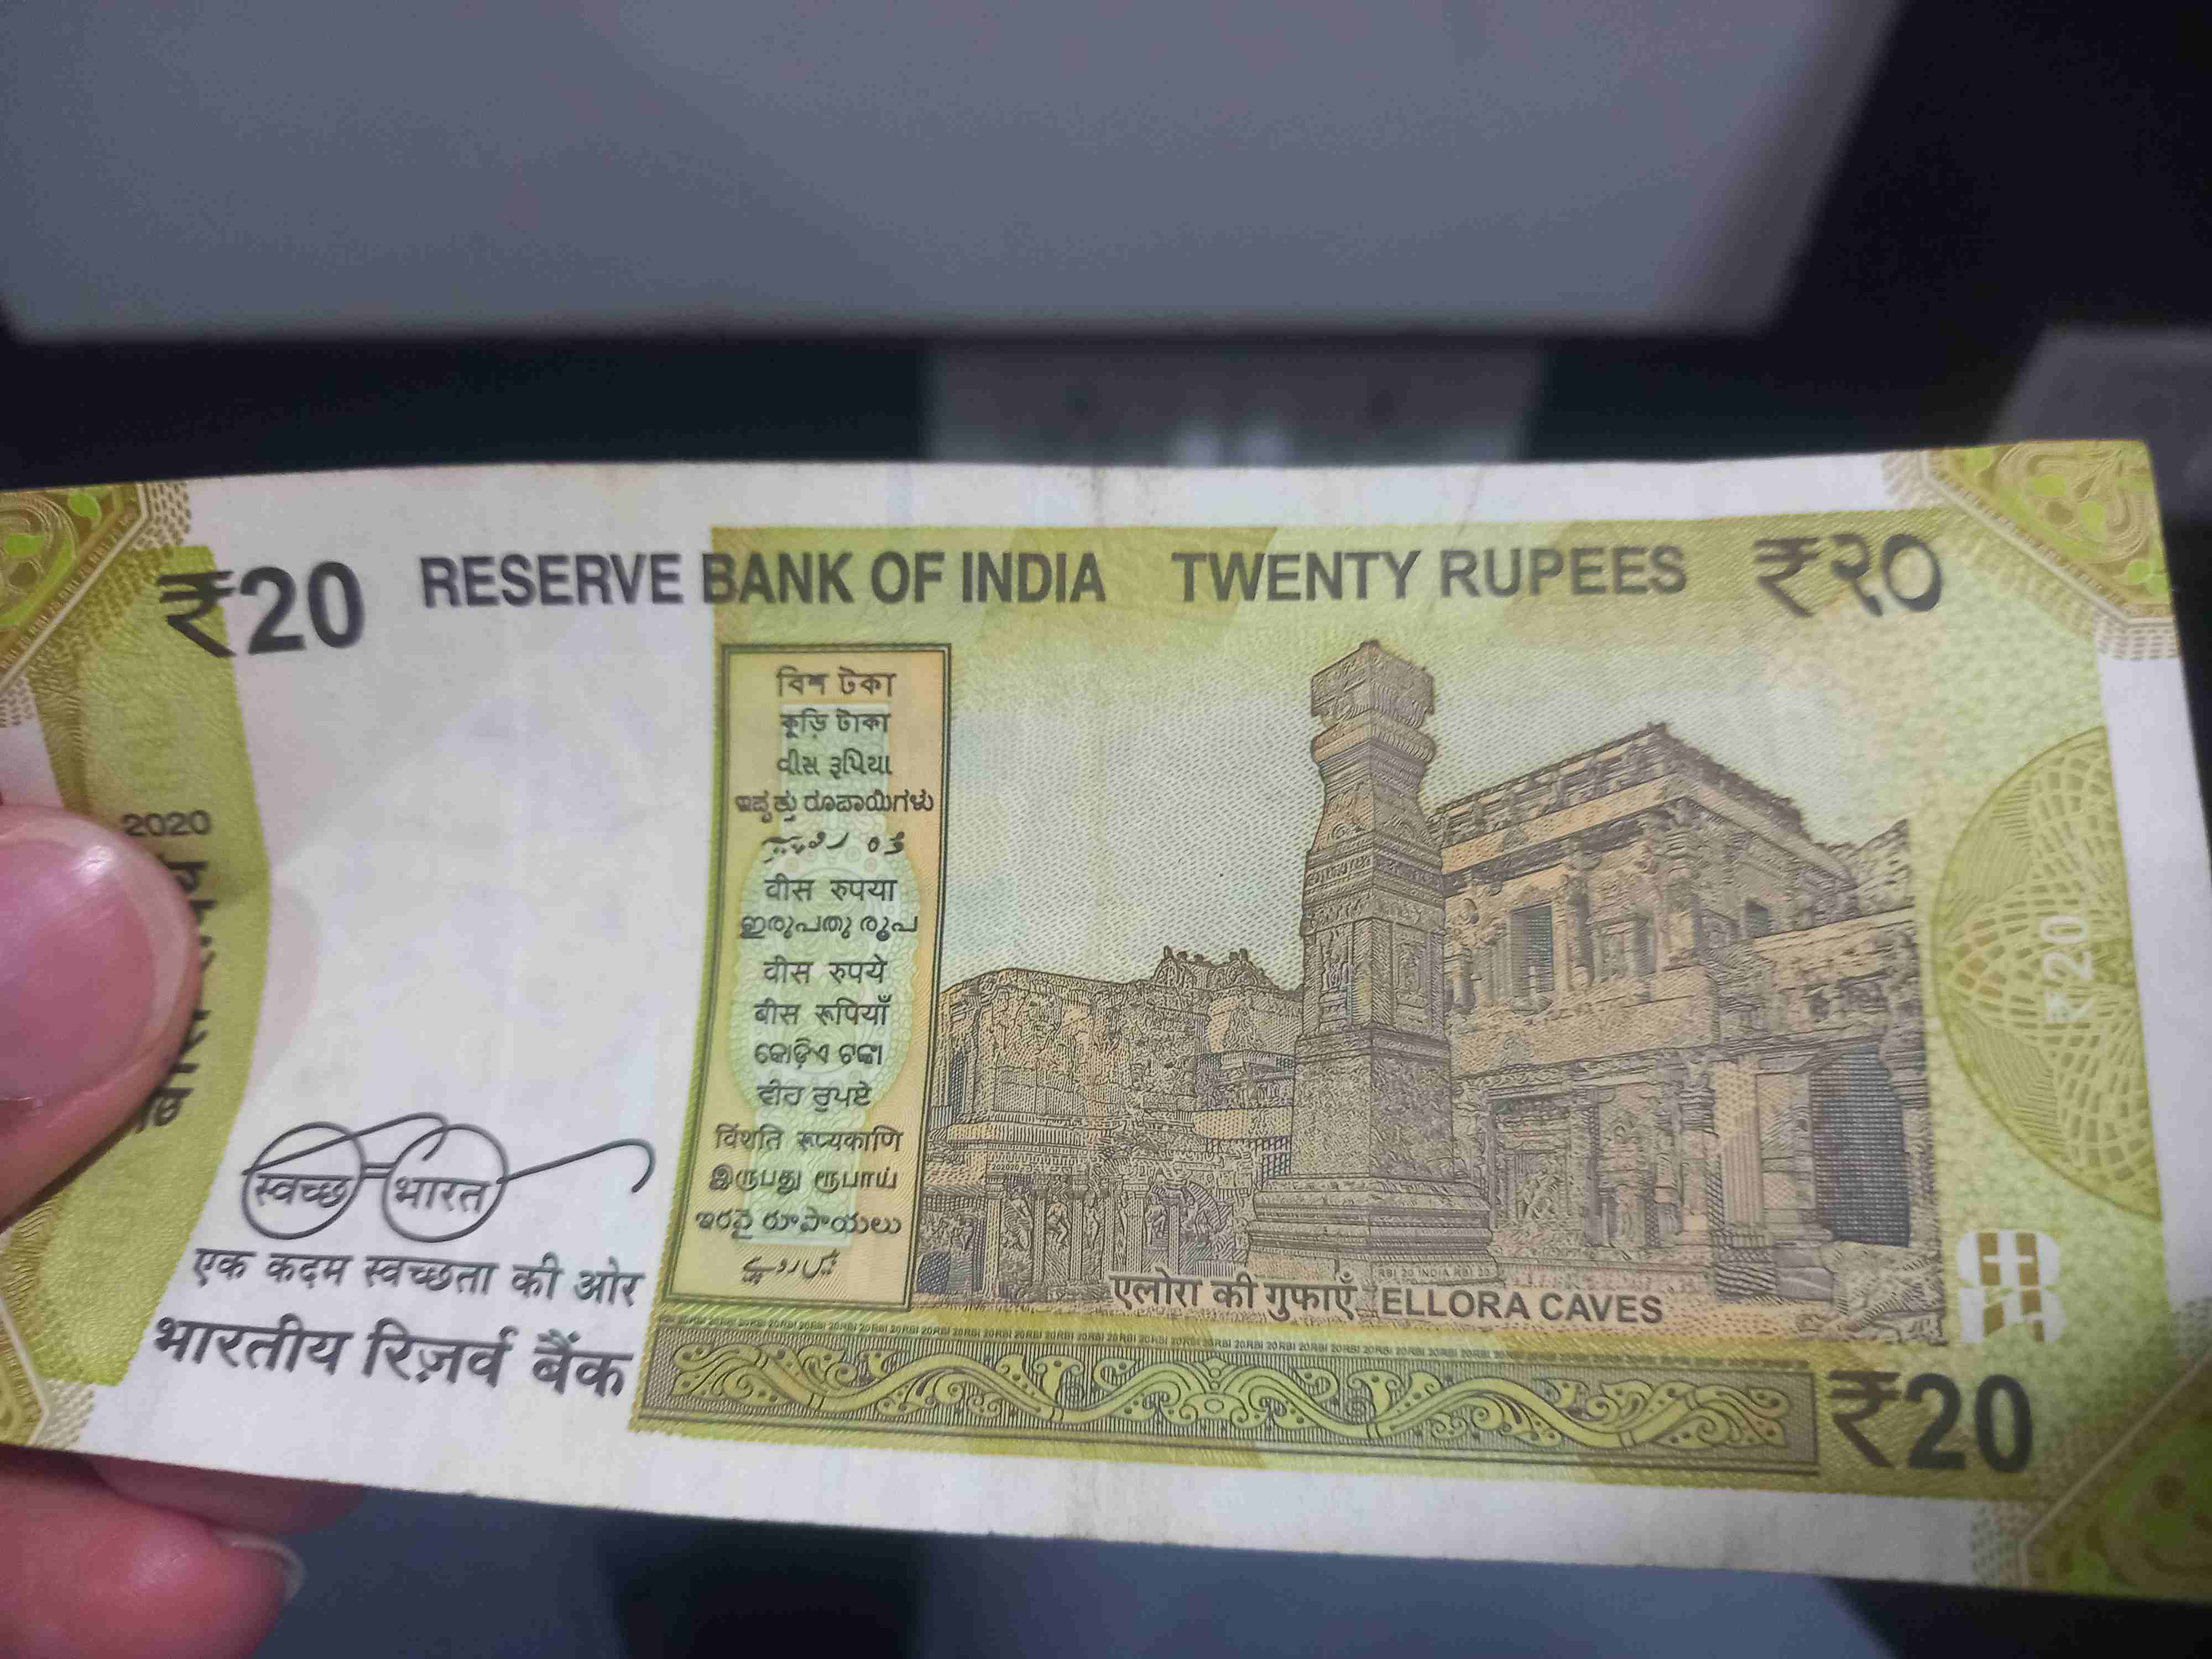 ₹20 RESERVE BANK OF INDIA TWENTY RUPEES ₹२०
2020
বিশ টকা
কুড়ি টাকা
વીસ રૂપિયા
ಇಪ್ಪತ್ತು ರೂಪಾಯಿಗಳು
वीस रुपया
ഇരുപതു രൂപ
वीस रुपये
बीस रूपियाँ
କୋଡ଼ିଏ ଟଙ୍କା
ਵੀਹ ਰੁਪਏ
विंशति रूप्यकाणि
இருபது ரூபாய்
ఇరవై రూపాయలు
بیس روپیے
स्वच्छ भारत
एक कदम स्वच्छता की ओर
भारतीय रिज़र्व बैंक
एलोरा की गुफाएँ ELLORA CAVES
₹20
₹20